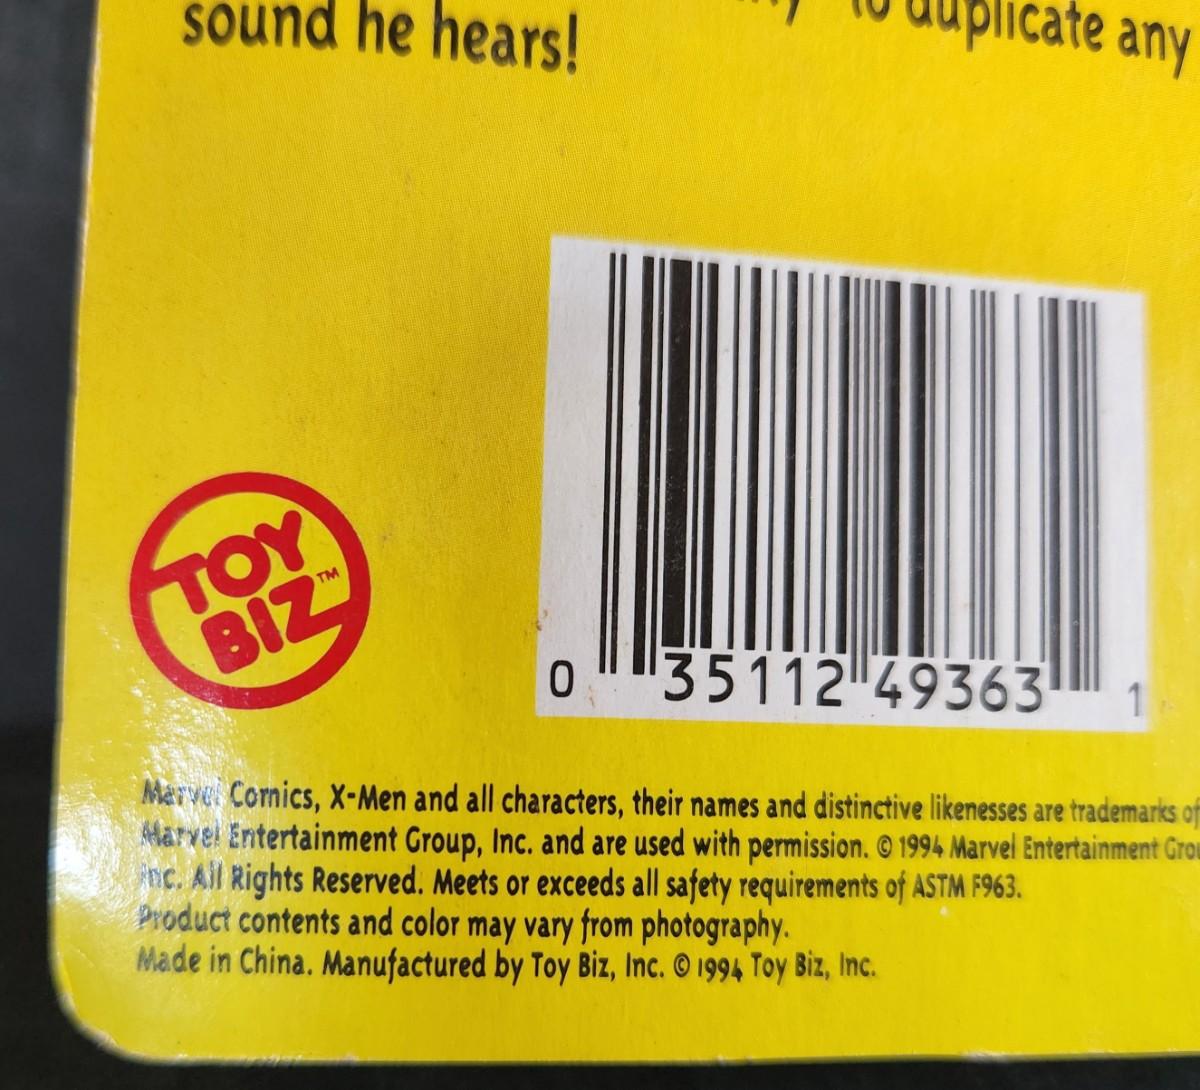 to duplicate any
sound he hears!
TOY
BIZ™
0 35112 49363 1
Marvel Comics, X-Men and all characters, their names and distinctive likenesses are trademarks of
Marvel Entertainment Group, Inc. and are used with permission. © 1994 Marvel Entertainment Grou
Inc. All Rights Reserved. Meets or exceeds all safety requirements of ASTM F963.
Product contents and color may vary from photography.
Made in China. Manufactured by Toy Biz, Inc. © 1994 Toy Biz, Inc.